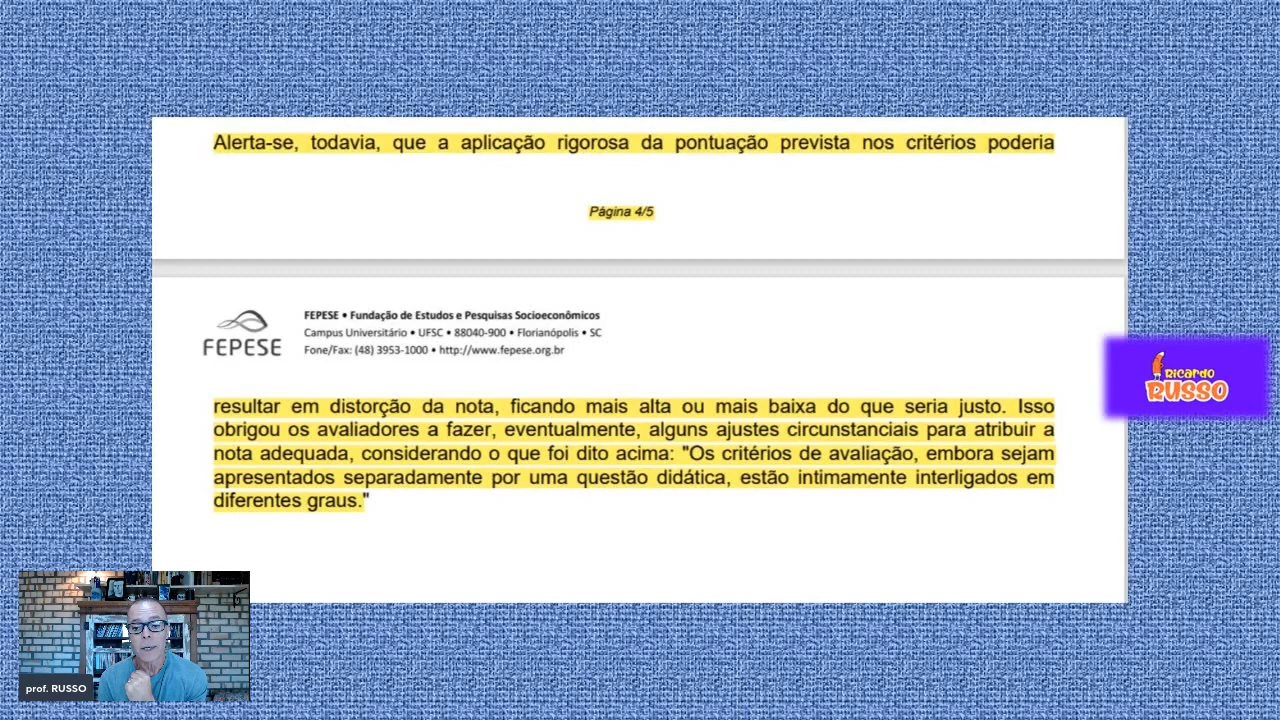 Alerta-se, todavia, que a aplicação rigorosa da pontuação prevista nos critérios poderia
Página 4/5
FEPESE
FEPESE • Fundação de Estudos e Pesquisas Socioeconômicos
Campus Universitário • UFSC • 88040-900 • Florianópolis • SC
Fone/Fax: (48) 3953-1000 • http://www.fepese.org.br
RICARDO
RUSSO
resultar em distorção da nota, ficando mais alta ou mais baixa do que seria justo. Isso
obrigou os avaliadores a fazer, eventualmente, alguns ajustes circunstanciais para atribuir a
nota adequada, considerando o que foi dito acima: "Os critérios de avaliação, embora sejam
apresentados separadamente por uma questão didática, estão intimamente interligados em
diferentes graus."
prof. RUSSO